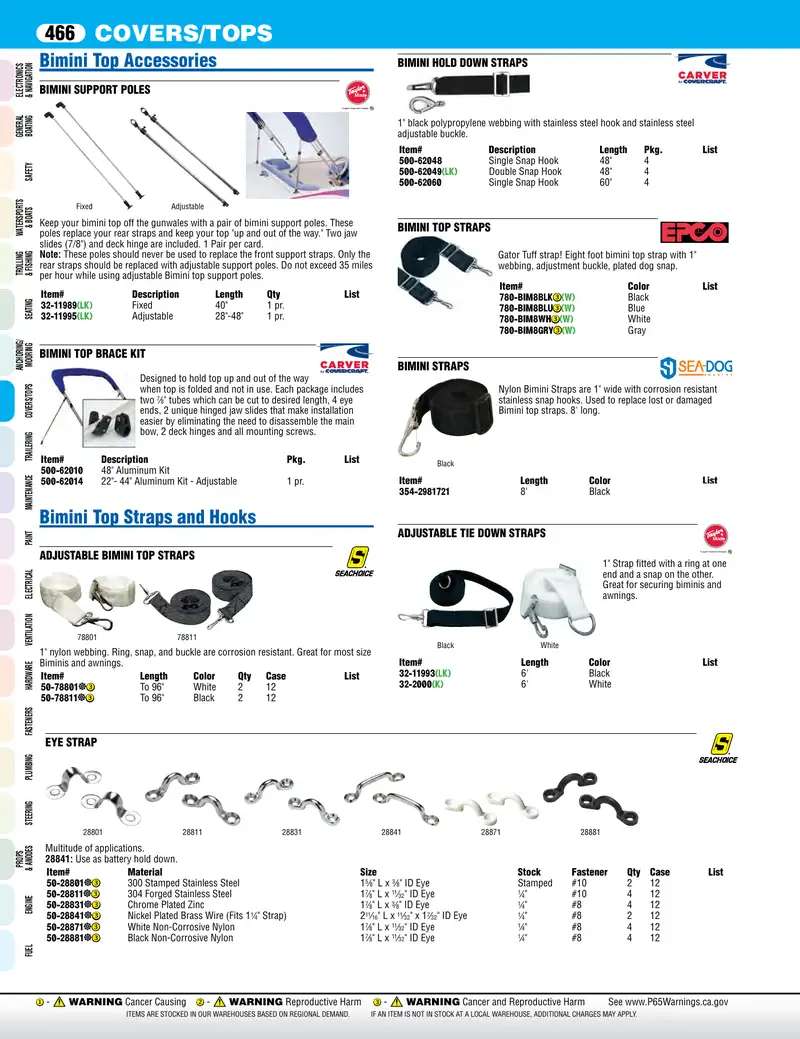 466 COVERS/TOPS
ELECTRONICS & NAVIGATION
GENERAL BOATING
SAFETY
WATERSPORTS & BOATS
TROLLING & FISHING
SEATING
ANCHORING/ MOORING
COVERS/TOPS
TRAILERING
MAINTENANCE
PAINT
ELECTRICAL
VENTILATION
HARDWARE
FASTENERS
PLUMBING
STEERING
PROPS & ANODES
ENGINE
FUEL
Bimini Top Accessories
BIMINI SUPPORT POLES
Taylor Made
Fixed Adjustable
Keep your bimini top off the gunwales with a pair of bimini support poles. These
poles replace your rear straps and keep your top "up and out of the way." Two jaw
slides (7/8") and deck hinge are included. 1 Pair per card.
Note: These poles should never be used to replace the front support straps. Only the
rear straps should be replaced with adjustable support poles. Do not exceed 35 miles
per hour while using adjustable Bimini top support poles.
Item# Description Length Qty List
32-11989(LK) Fixed 40" 1 pr.
32-11995(LK) Adjustable 28"-48" 1 pr.
BIMINI TOP BRACE KIT
CARVER
by COVERCRAFT.
Designed to hold top up and out of the way
when top is folded and not in use. Each package includes
two ⅞" tubes which can be cut to desired length, 4 eye
ends, 2 unique hinged jaw slides that make installation
easier by eliminating the need to disassemble the main
bow, 2 deck hinges and all mounting screws.
Item# Description Pkg. List
500-62010 48" Aluminum Kit
500-62014 22"- 44" Aluminum Kit - Adjustable 1 pr.
Bimini Top Straps and Hooks
ADJUSTABLE BIMINI TOP STRAPS
S
SEACHOICE
78801 78811
1" nylon webbing. Ring, snap, and buckle are corrosion resistant. Great for most size
Biminis and awnings.
Item# Length Color Qty Case List
50-78801 3 To 96" White 2 12
50-78811 3 To 96" Black 2 12
BIMINI HOLD DOWN STRAPS
CARVER
by COVERCRAFT.
1" black polypropylene webbing with stainless steel hook and stainless steel
adjustable buckle.
Item# Description Length Pkg. List
500-62048 Single Snap Hook 48" 4
500-62049(LK) Double Snap Hook 48" 4
500-62060 Single Snap Hook 60" 4
BIMINI TOP STRAPS
EPCO
Gator Tuff strap! Eight foot bimini top strap with 1"
webbing, adjustment buckle, plated dog snap.
Item# Color List
780-BIM8BLK 3 (W) Black
780-BIM8BLU 3 (W) Blue
780-BIM8WH 3 (W) White
780-BIM8GRY 3 (W) Gray
BIMINI STRAPS
SEA-DOG
Nylon Bimini Straps are 1" wide with corrosion resistant
stainless snap hooks. Used to replace lost or damaged
Bimini top straps. 8' long.
Black
Item# Length Color List
354-2981721 8' Black
ADJUSTABLE TIE DOWN STRAPS
Taylor Made
1" Strap fitted with a ring at one
end and a snap on the other.
Great for securing biminis and
awnings.
Black White
Item# Length Color List
32-11993(LK) 6' Black
32-2000(K) 6' White
EYE STRAP
S
SEACHOICE
28801 28811 28831 28841 28871 28881
Multitude of applications.
28841: Use as battery hold down.
Item# Material Size Stock Fastener Qty Case List
50-28801 3 300 Stamped Stainless Steel 1⅝" L x ⅜" ID Eye Stamped #10 2 12
50-28811 3 304 Forged Stainless Steel 1⅞" L x 11/32" ID Eye ¼" #10 4 12
50-28831 3 Chrome Plated Zinc 1⅞" L x ⅜" ID Eye ¼" #8 4 12
50-28841 3 Nickel Plated Brass Wire (Fits 1¼" Strap) 2 11/16" L x 11/32" x 1 7/32" ID Eye ¼" #8 2 12
50-28871 3 White Non-Corrosive Nylon 1⅞" L x 11/32" ID Eye ¼" #8 4 12
50-28881 3 Black Non-Corrosive Nylon 1⅞" L x 11/32" ID Eye ¼" #8 4 12
1 - WARNING Cancer Causing 2 - WARNING Reproductive Harm 3 - WARNING Cancer and Reproductive Harm See www.P65Warnings.ca.gov
ITEMS ARE STOCKED IN OUR WAREHOUSES BASED ON REGIONAL DEMAND. IF AN ITEM IS NOT IN STOCK AT A LOCAL WAREHOUSE, ADDITIONAL CHARGES MAY APPLY.